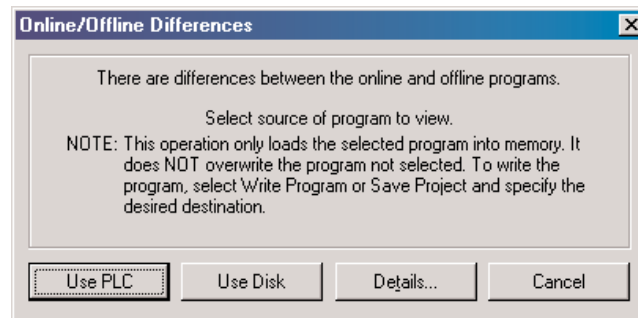 Online/Offline Differences
There are differences between the online and offline programs.
Select source of program to view.
NOTE: This operation only loads the selected program into memory. It
does NOT overwrite the program not selected. To write the
program, select Write Program or Save Project and specify the
desired destination.
Use PLC
Use Disk
Details...
Cancel